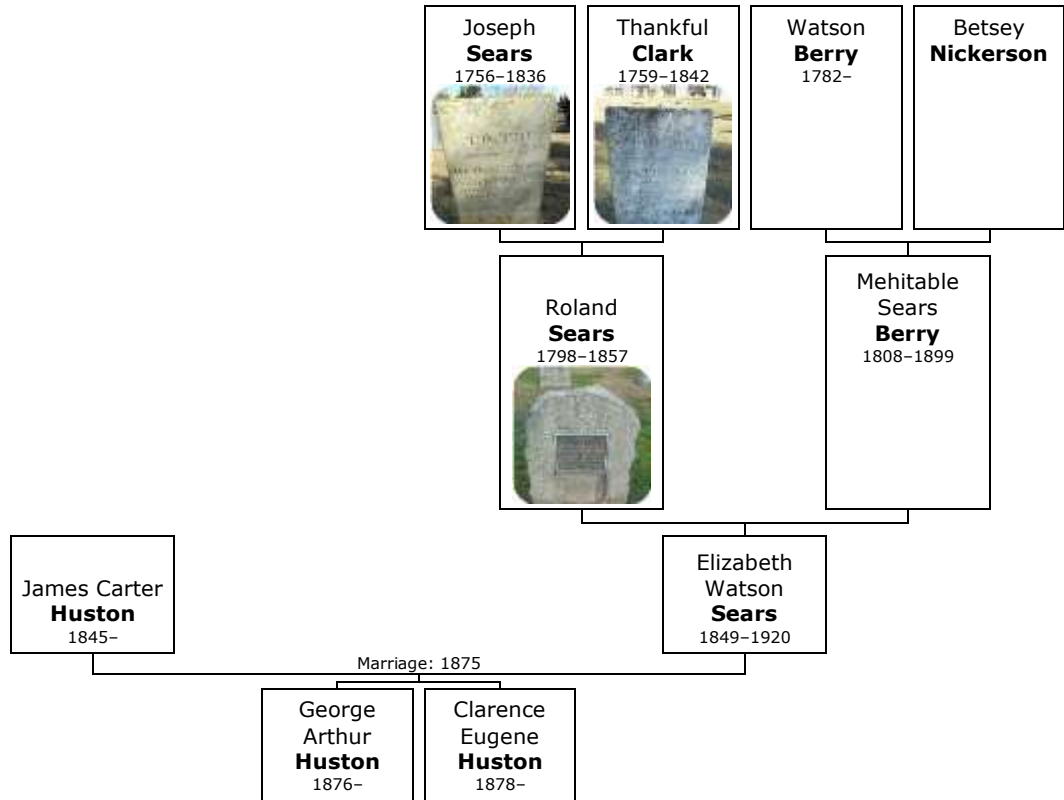 Joseph
Sears
1756–1836
Thankful
Clark
1759–1842
Watson
Berry
1782–
Betsey
Nickerson
Roland
Sears
1798–1857
Mehitable
Sears
Berry
1808–1899
James Carter
Huston
1845–
Elizabeth
Watson
Sears
1849–1920
Marriage: 1875
George
Arthur
Huston
1876–
Clarence
Eugene
Huston
1878–